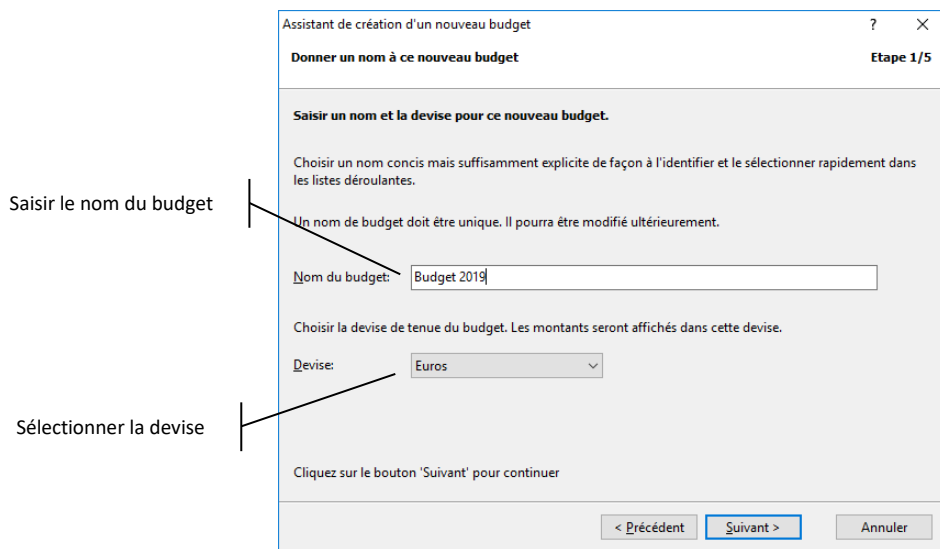 Assistant de création d'un nouveau budget
? ×
Donner un nom à ce nouveau budget
Etape 1/5
Saisir un nom et la devise pour ce nouveau budget.
Choisir un nom concis mais suffisamment explicite de façon à l'identifier et le sélectionner rapidement dans
les listes déroulantes.
Saisir le nom du budget
Un nom de budget doit être unique. Il pourra être modifié ultérieurement.
Nom du budget: Budget 2019
Choisir la devise de tenue du budget. Les montants seront affichés dans cette devise.
Devise: Euros
Sélectionner la devise
Cliquez sur le bouton 'Suivant' pour continuer
< Précédent Suivant > Annuler